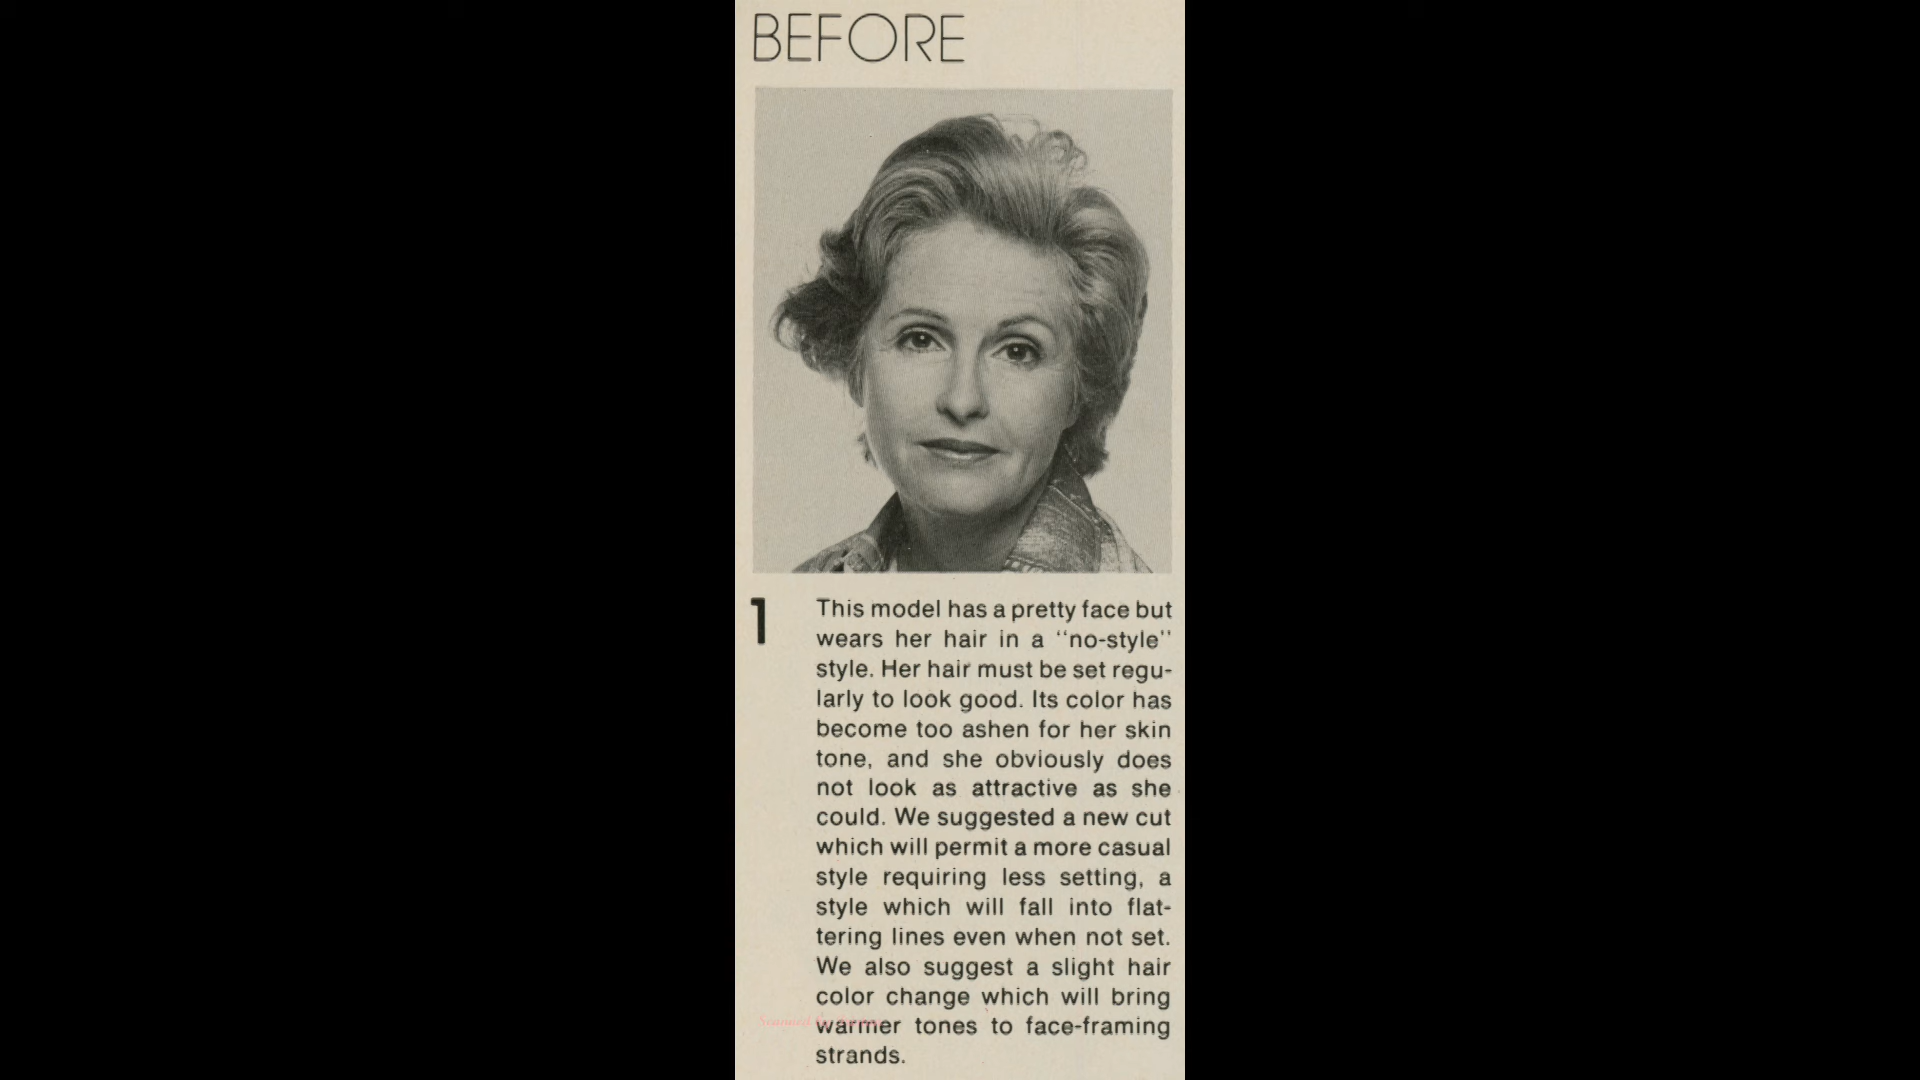 BEFORE
1
This model has a pretty face but
wears her hair in a "no-style"
style. Her hair must be set regu-
larly to look good. Its color has
become too ashen for her skin
tone, and she obviously does
not look as attractive as she
could. We suggested a new cut
which will permit a more casual
style requiring less setting, a
style which will fall into flat-
tering lines even when not set.
We also suggest a slight hair
color change which will bring
warmer tones to face-framing
strands.
Scanned by